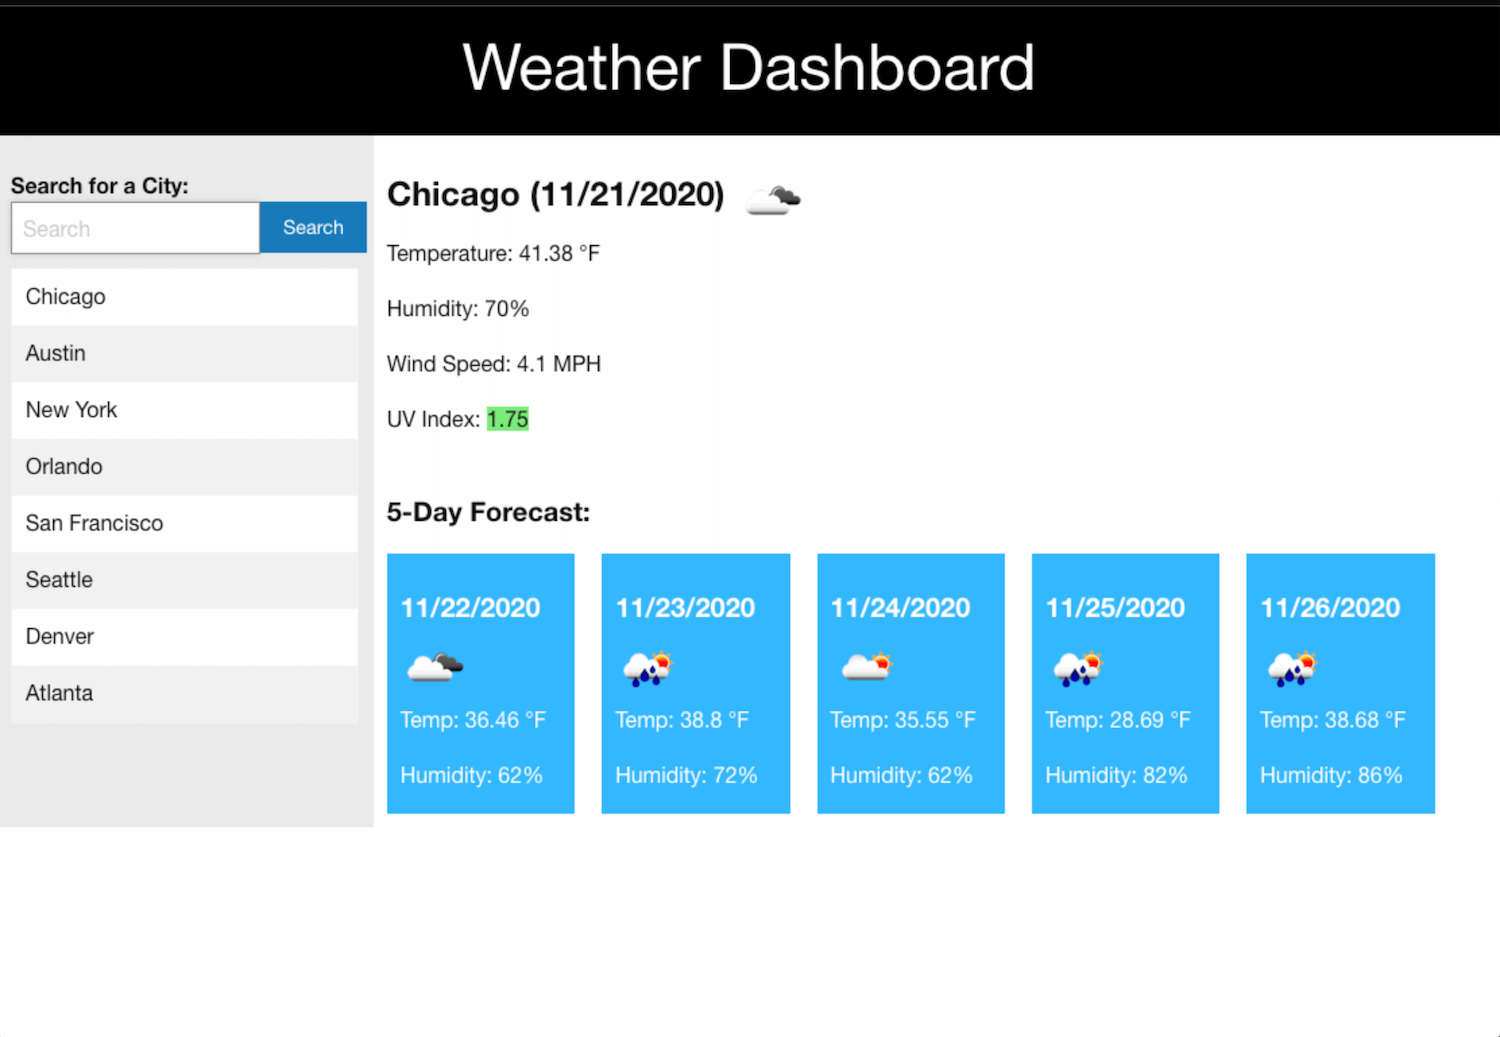 Weather Dashboard
Search for a City:
Search
Search
Chicago
Austin
New York
Orlando
San Francisco
Seattle
Denver
Atlanta
Chicago (11/21/2020)
Temperature: 41.38 °F
Humidity: 70%
Wind Speed: 4.1 MPH
UV Index: 1.75
5-Day Forecast:
11/22/2020
Temp: 36.46 °F
Humidity: 62%
11/23/2020
Temp: 38.8 °F
Humidity: 72%
11/24/2020
Temp: 35.55 °F
Humidity: 62%
11/25/2020
Temp: 28.69 °F
Humidity: 82%
11/26/2020
Temp: 38.68 °F
Humidity: 86%